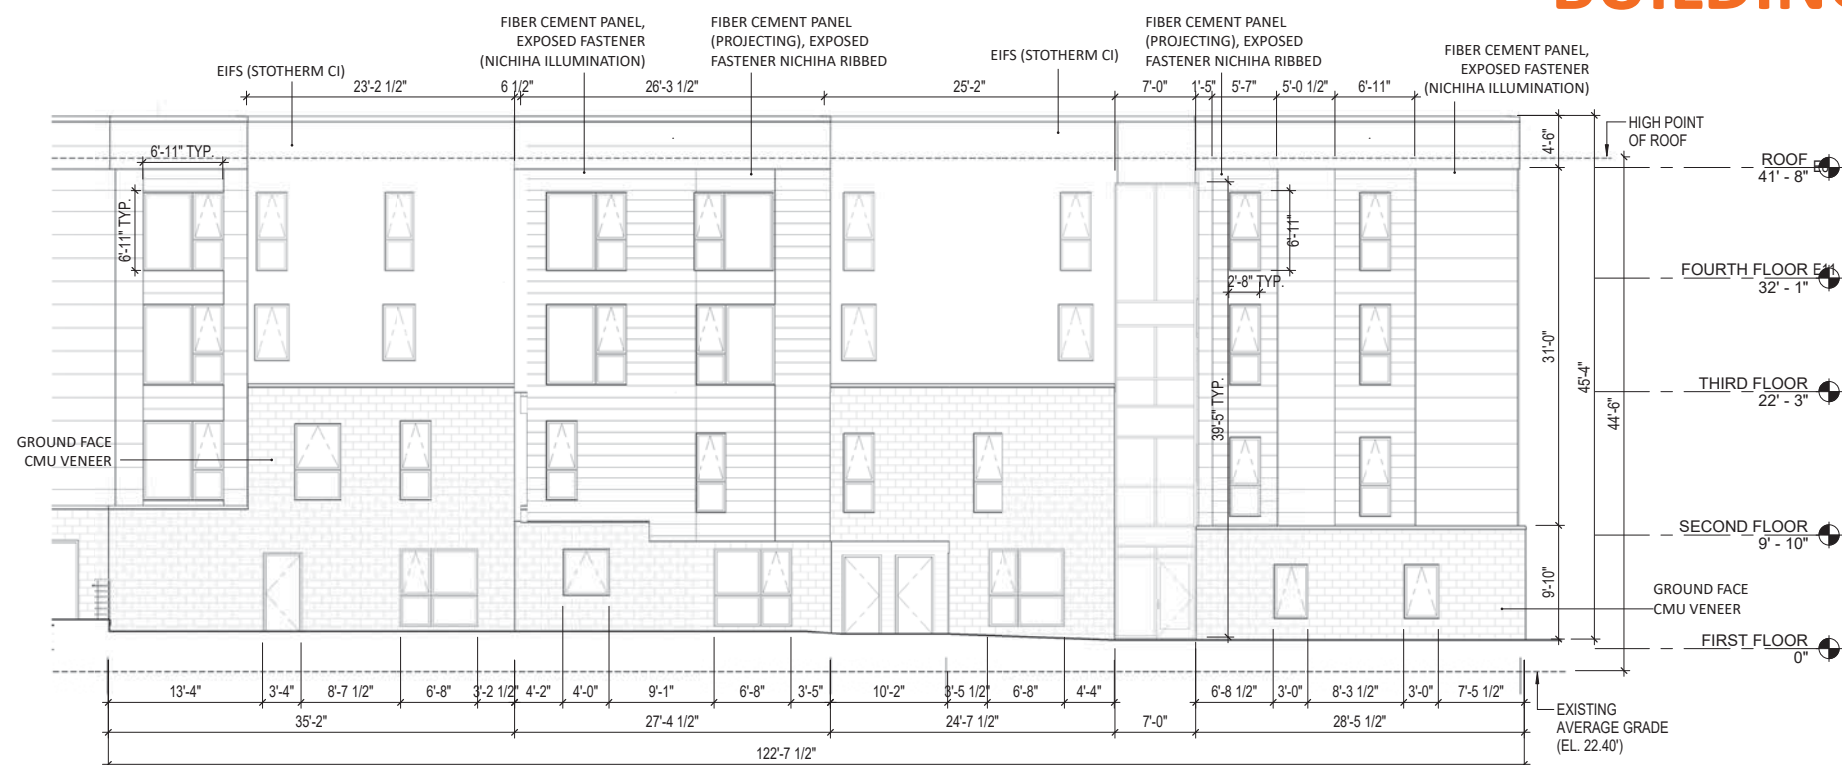 FIBER CEMENT PANEL,
EXPOSED FASTENER
(NICHIHA ILLUMINATION)
FIBER CEMENT PANEL
(PROJECTING), EXPOSED
FASTENER NICHIHA RIBBED
FIBER CEMENT PANEL
(PROJECTING), EXPOSED
FASTENER NICHIHA RIBBED
FIBER CEMENT PANEL,
EXPOSED FASTENER
(NICHIHA ILLUMINATION)
EIFS (STOTHERM CI)
EIFS (STOTHERM CI)
23'-2 1/2"
6 1/2"
26'-3 1/2"
25'-2"
7'-0"
1'-5
5'-7"
5'-0 1/2"
6'-11"
4'-6"
HIGH POINT
OF ROOF
6'-11" TYP.
ROOF
41' - 8"
6'-11" TYP.
6'-11"
FOURTH FLOOR
32' - 1"
2'-8" TYP.
31'-0"
45'-4"
THIRD FLOOR
22' - 3"
44'-6"
39'-5" TYP.
GROUND FACE
CMU VENEER
SECOND FLOOR
9' - 10"
9'-10"
GROUND FACE
CMU VENEER
FIRST FLOOR
0"
13'-4"
3'-4"
8'-7 1/2"
6'-8"
3'-2 1/2"
4'-2"
4'-0"
9'-1"
6'-8"
3'-5"
10'-2"
3'-5 1/2"
6'-8"
4'-4"
6'-8 1/2"
3'-0"
8'-3 1/2"
3'-0"
7'-5 1/2"
35'-2"
27'-4 1/2"
24'-7 1/2"
7'-0"
28'-5 1/2"
EXISTING
AVERAGE GRADE
(EL. 22.40')
122'-7 1/2"